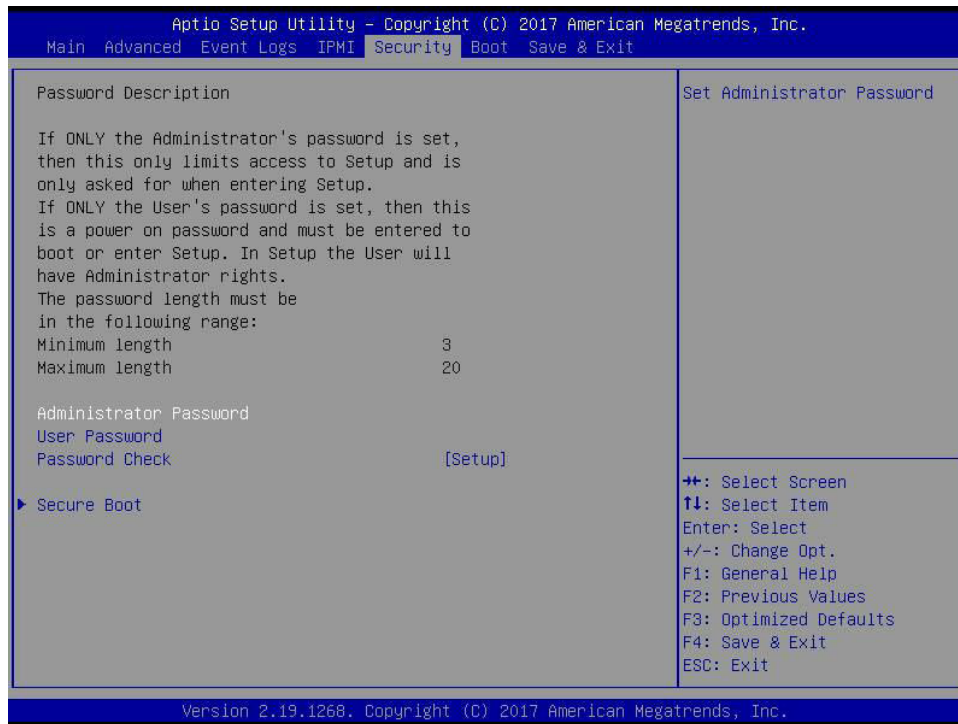 Aptio Setup Utility – Copyright (C) 2017 American Megatrends, Inc.
Main Advanced Event Logs IPMI Security Boot Save & Exit
Password Description
If ONLY the Administrator's password is set,
then this only limits access to Setup and is
only asked for when entering Setup.
If ONLY the User's password is set, then this
is a power on password and must be entered to
boot or enter Setup. In Setup the User will
have Administrator rights.
The password length must be
in the following range:
Minimum length 3
Maximum length 20
Administrator Password
User Password
Password Check [Setup]
Secure Boot
Set Administrator Password
→←: Select Screen
↑↓: Select Item
Enter: Select
+/-: Change Opt.
F1: General Help
F2: Previous Values
F3: Optimized Defaults
F4: Save & Exit
ESC: Exit
Version 2.19.1268. Copyright (C) 2017 American Megatrends, Inc.